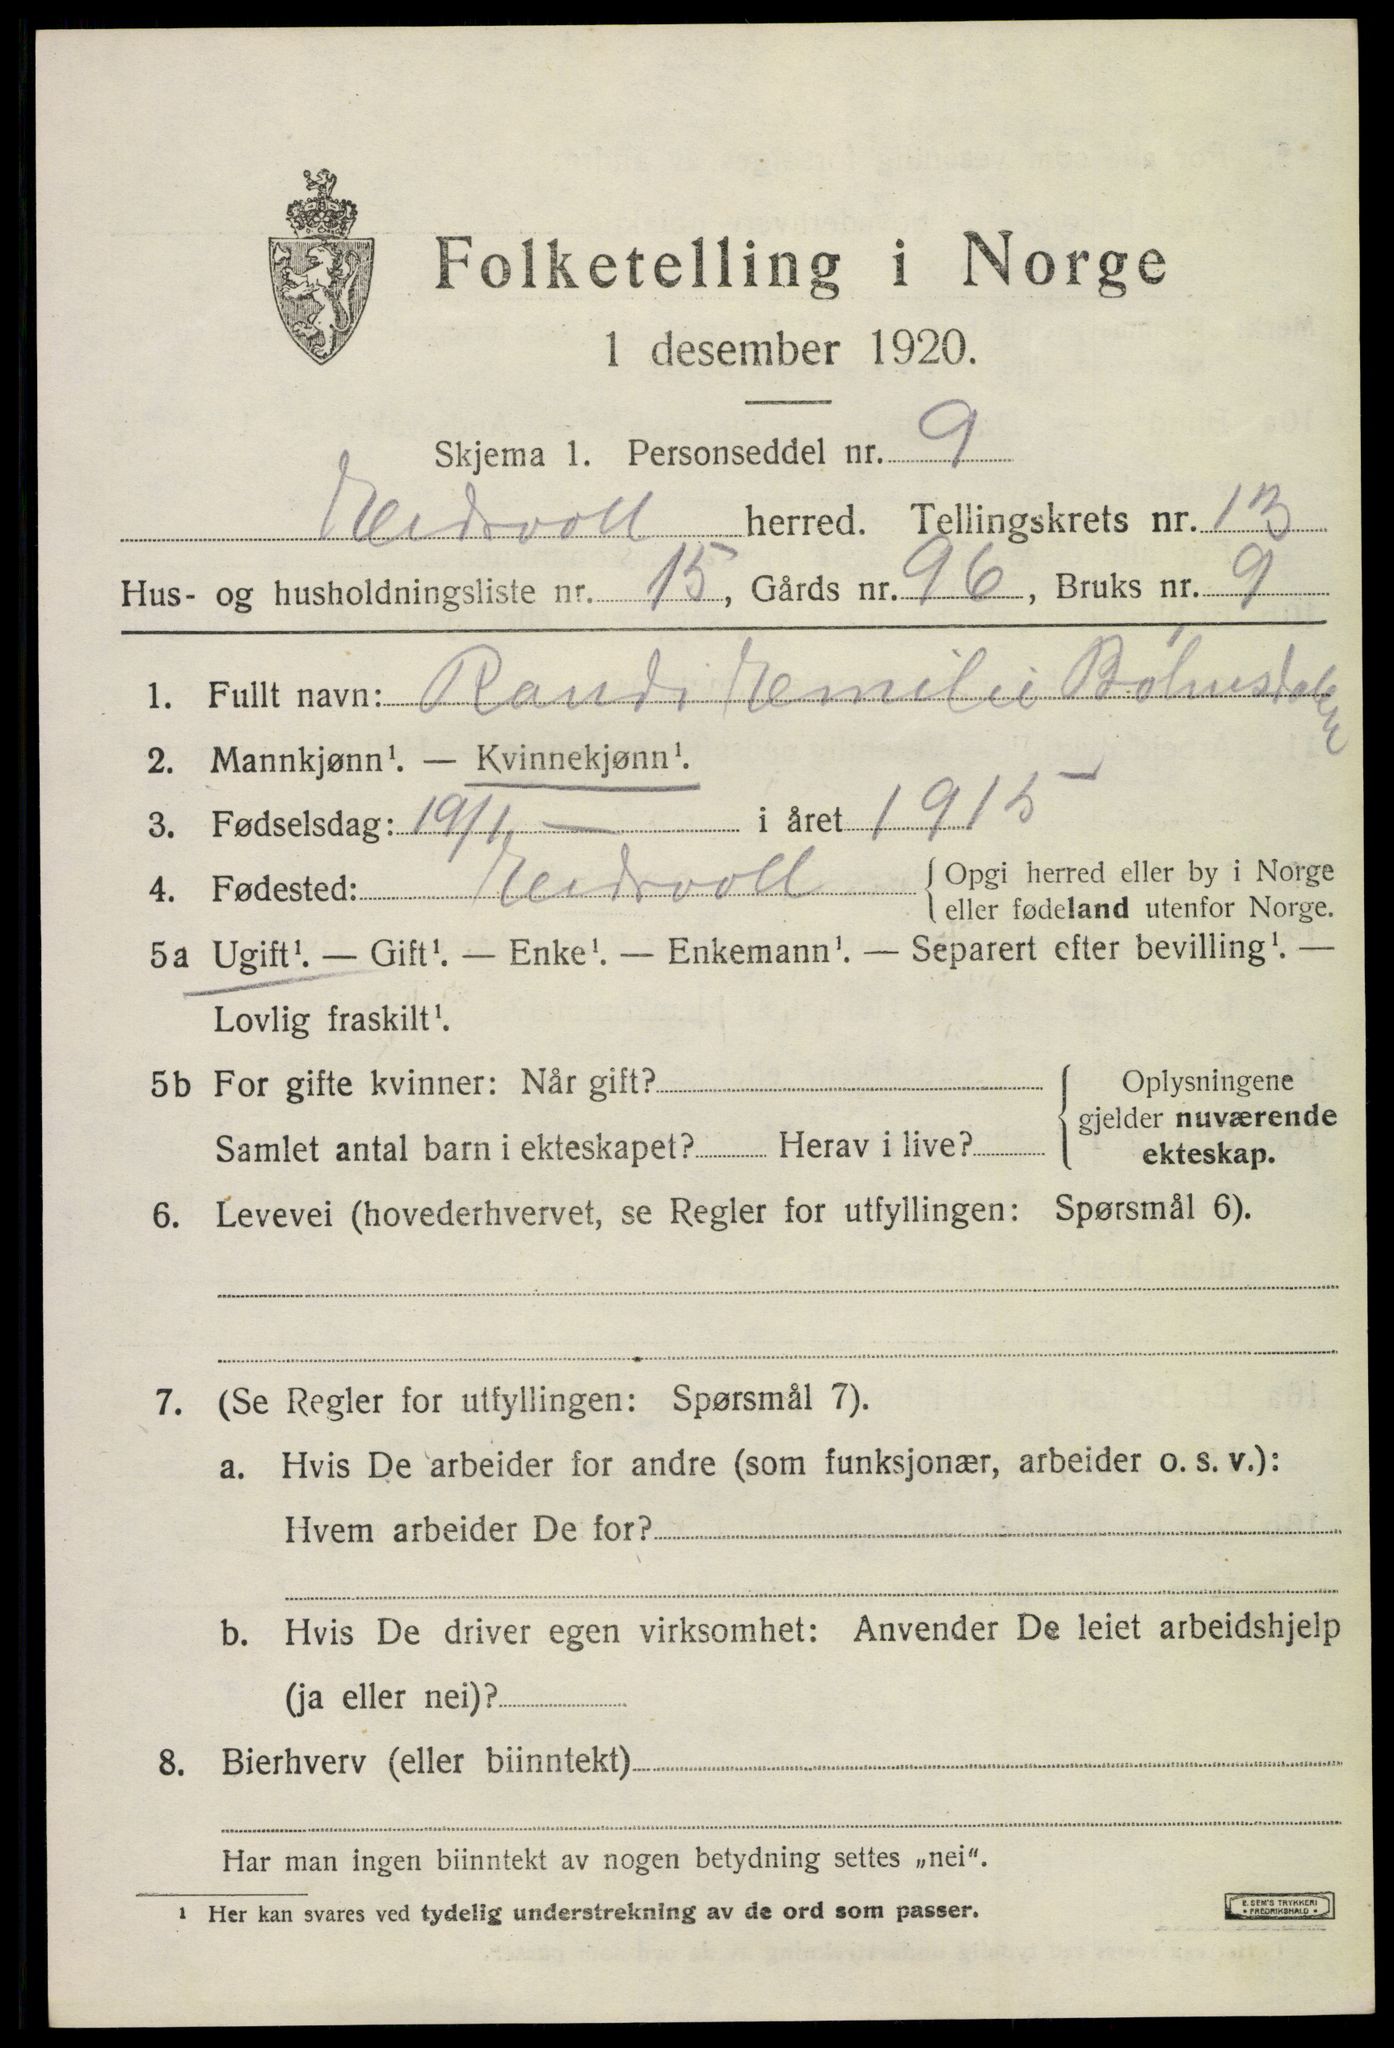 Folketelling i Norge
1 desember 1920.
Skjema 1. Personseddel nr. 9
Eidsvoll herred. Tellingskrets nr. 13
Hus- og husholdningsliste nr. 15, Gårds nr. 96, Bruks nr. 9
1. Fullt navn: Randi Emilie
2. Mannkjønn¹. — Kvinnekjønn¹.
3. Fødselsdag: 19/1 — i året 1915
4. Fødested: Eidsvoll { Opgi herred eller by i Norge
eller fødeland utenfor Norge.
5a Ugift¹. — Gift¹. — Enke¹. — Enkemann¹. — Separert efter bevilling¹. —
Lovlig fraskilt¹.
5b For gifte kvinner: Når gift? { Oplysningene
gjelder nuværende
Samlet antal barn i ekteskapet? Herav i live? ekteskap.
6. Levevei (hovederhvervet, se Regler for utfyllingen: Spørsmål 6).
7. (Se Regler for utfyllingen: Spørsmål 7).
a. Hvis De arbeider for andre (som funksjonær, arbeider o. s. v.):
Hvem arbeider De for?
b. Hvis De driver egen virksomhet: Anvender De leiet arbeidshjelp
(ja eller nei)?
8. Bierhverv (eller biinntekt)
Har man ingen biinntekt av nogen betydning settes „nei“.
¹ Her kan svares ved tydelig understrekning av de ord som passer.
E. SEM'S TRYKKERI
• FREDRIKSHALD •